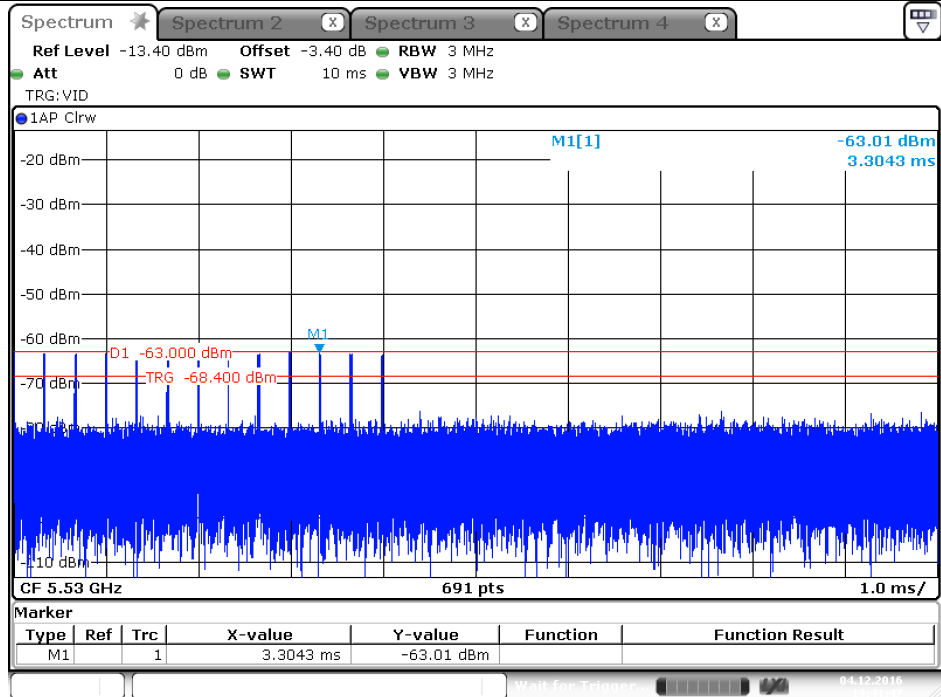 Spectrum Spectrum 2 X Spectrum 3 X Spectrum 4 X
Ref Level -13.40 dBm Offset -3.40 dB RBW 3 MHz
Att 0 dB SWT 10 ms VBW 3 MHz
TRG:VID
1AP Clrw
M1[1] -63.01 dBm
3.3043 ms
-20 dBm
-30 dBm
-40 dBm
-50 dBm
-60 dBm
M1
D1 -63.000 dBm
TRG -68.400 dBm
-70 dBm
-110 dBm
CF 5.53 GHz 691 pts 1.0 ms/
Marker
Type Ref Trc X-value Y-value Function Function Result
M1 1 3.3043 ms -63.01 dBm
Wait for Trigger... 04.12.2016